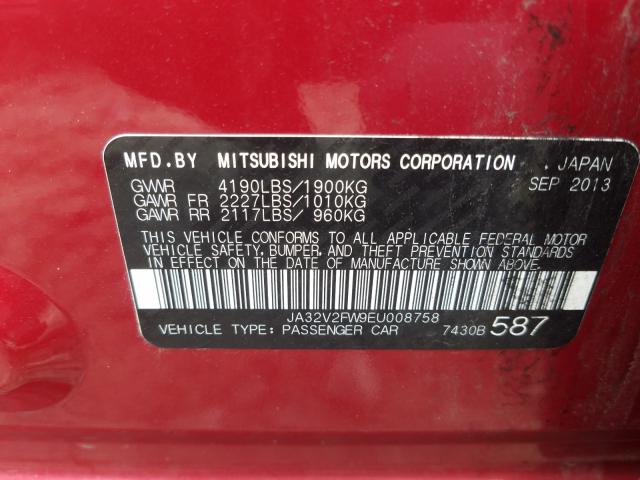 MFD.BY MITSUBISHI MOTORS CORPORATION . JAPAN
GVWR 4190LBS/1900KG SEP 2013
GAWR FR 2227LBS/1010KG
GAWR RR 2117LBS/ 960KG
THIS VEHICLE CONFORMS TO ALL APPLICABLE FEDERAL MOTOR
VEHICLE SAFETY, BUMPER, AND THEFT PREVENTION STANDARDS
IN EFFECT ON THE DATE OF MANUFACTURE SHOWN ABOVE.
JA32V2FW9EU008758
VEHICLE TYPE: PASSENGER CAR 7430B 587